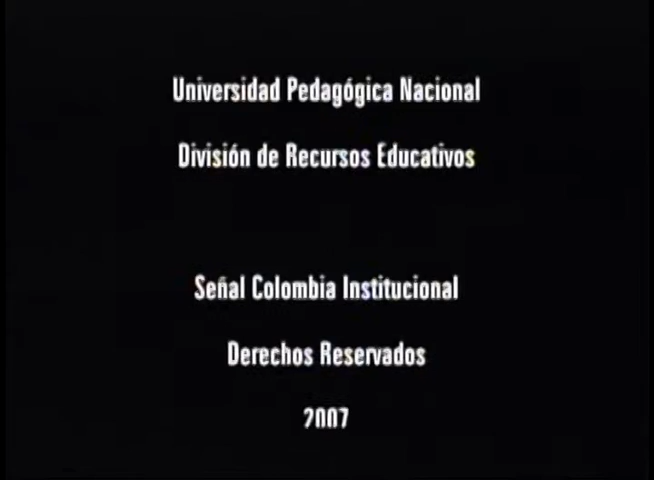 Universidad Pedagógica Nacional
División de Recursos Educativos
Señal Colombia Institucional
Derechos Reservados
2007